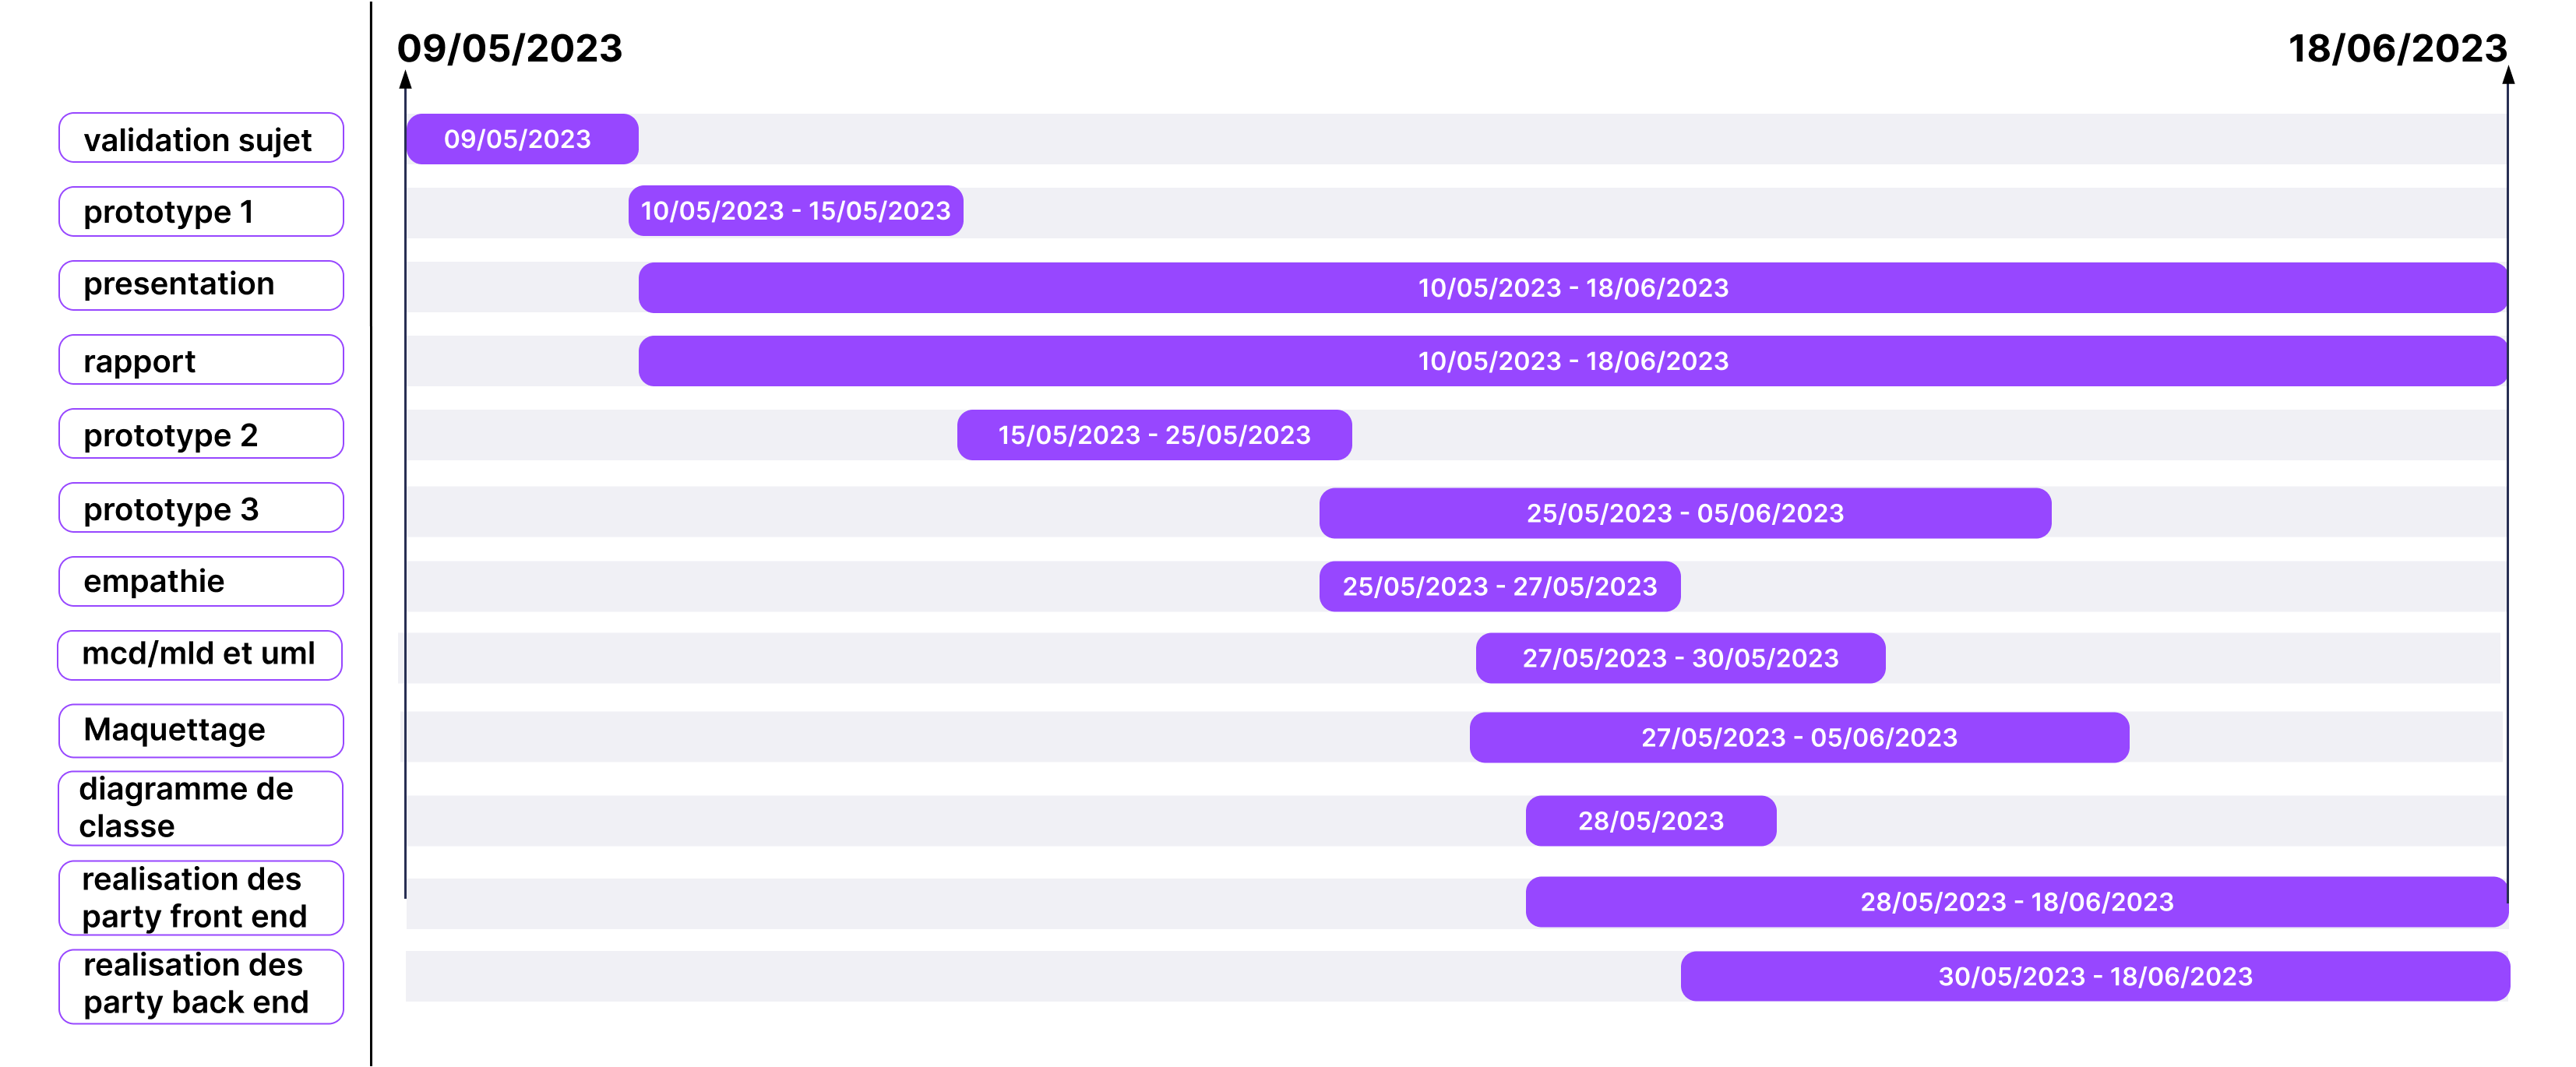 09/05/2023 18/06/2023
validation sujet 09/05/2023
prototype 1 10/05/2023 - 15/05/2023
presentation 10/05/2023 - 18/06/2023
rapport 10/05/2023 - 18/06/2023
prototype 2 15/05/2023 - 25/05/2023
prototype 3 25/05/2023 - 05/06/2023
empathie 25/05/2023 - 27/05/2023
mcd/mld et uml 27/05/2023 - 30/05/2023
Maquettage 27/05/2023 - 05/06/2023
diagramme de
classe
28/05/2023
realisation des
party front end
28/05/2023 - 18/06/2023
realisation des
party back end
30/05/2023 - 18/06/2023